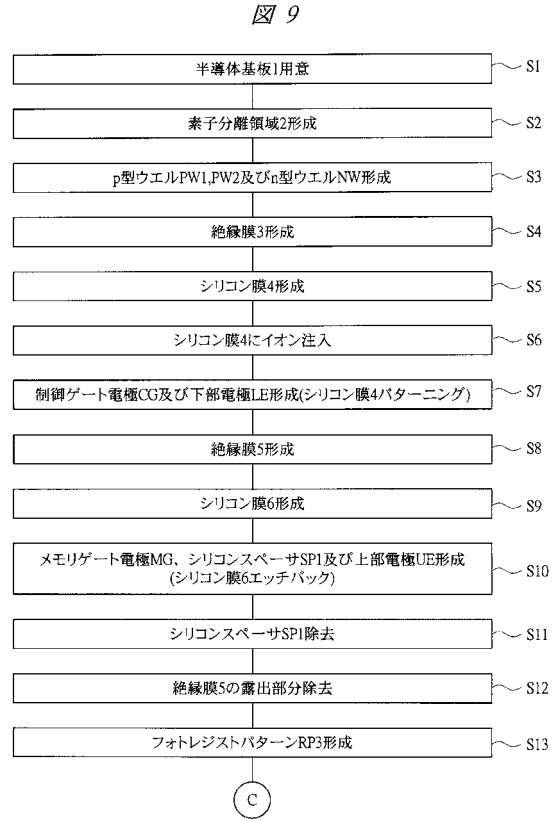 図 9
半導体基板1用意 S1
素子分離領域2形成 S2
p型ウエルPW1,PW2及びn型ウエルNW形成 S3
絶縁膜3形成 S4
シリコン膜4形成 S5
シリコン膜4にイオン注入 S6
制御ゲート電極CG及び下部電極LE形成(シリコン膜4パターニング) S7
絶縁膜5形成 S8
シリコン膜6形成 S9
メモリゲート電極MG、シリコンスペーサSP1及び上部電極UE形成
(シリコン膜6エッチバック) S10
シリコンスペーサSP1除去 S11
絶縁膜5の露出部分除去 S12
フォトレジストパターンRP3形成 S13
C